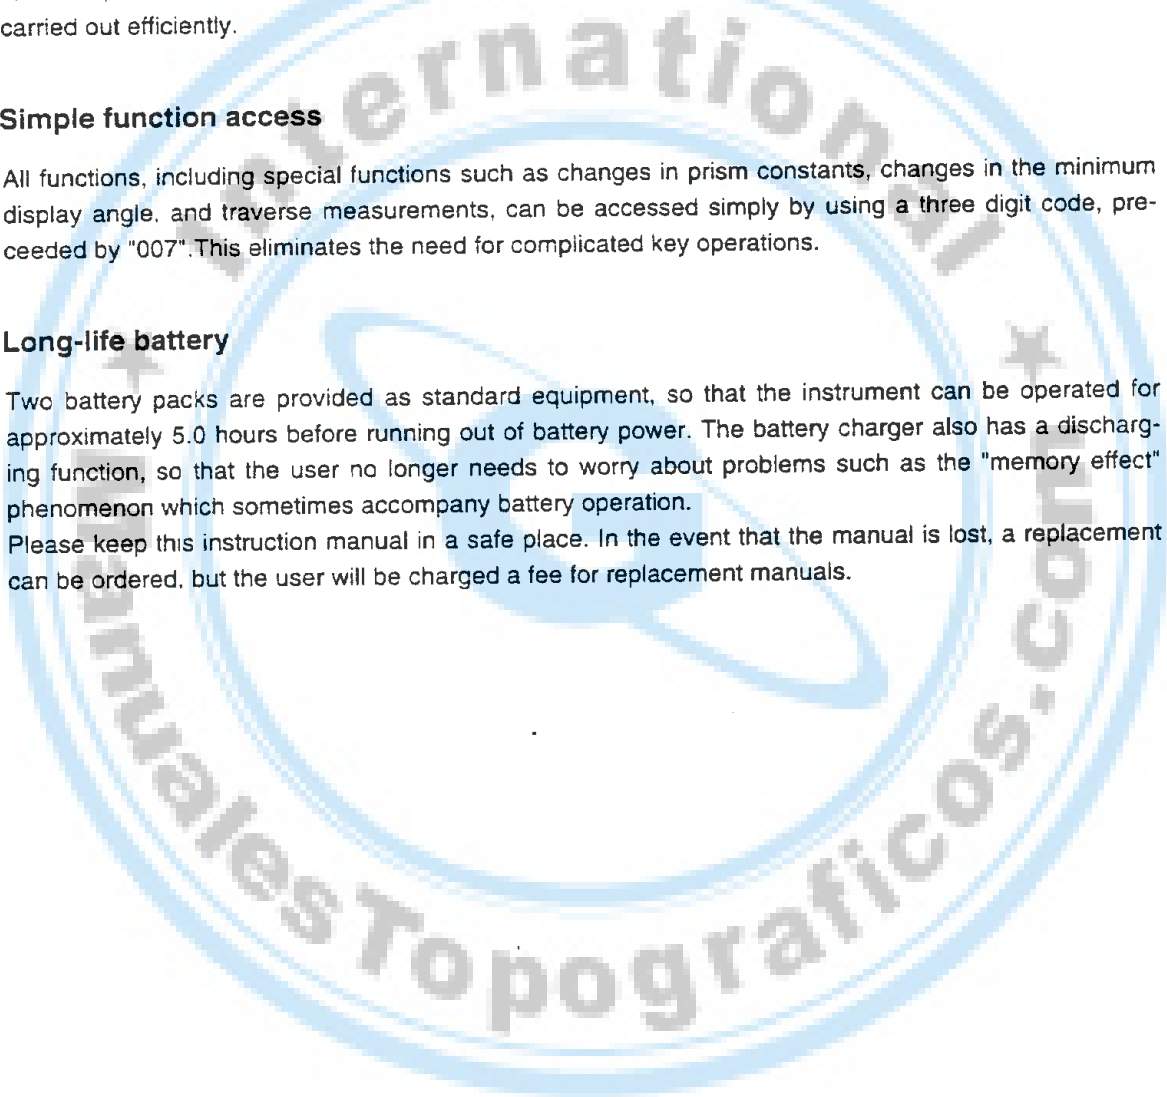 carried out efficiently.
Simple function access
All functions, including special functions such as changes in prism constants, changes in the minimum
display angle, and traverse measurements, can be accessed simply by using a three digit code, pre-
ceeded by "007".This eliminates the need for complicated key operations.
Long-life battery
Two battery packs are provided as standard equipment, so that the instrument can be operated for
approximately 5.0 hours before running out of battery power. The battery charger also has a discharg-
ing function, so that the user no longer needs to worry about problems such as the "memory effect"
phenomenon which sometimes accompany battery operation.
Please keep this instruction manual in a safe place. In the event that the manual is lost, a replacement
can be ordered, but the user will be charged a fee for replacement manuals.
International
ManualesTopograficos.com